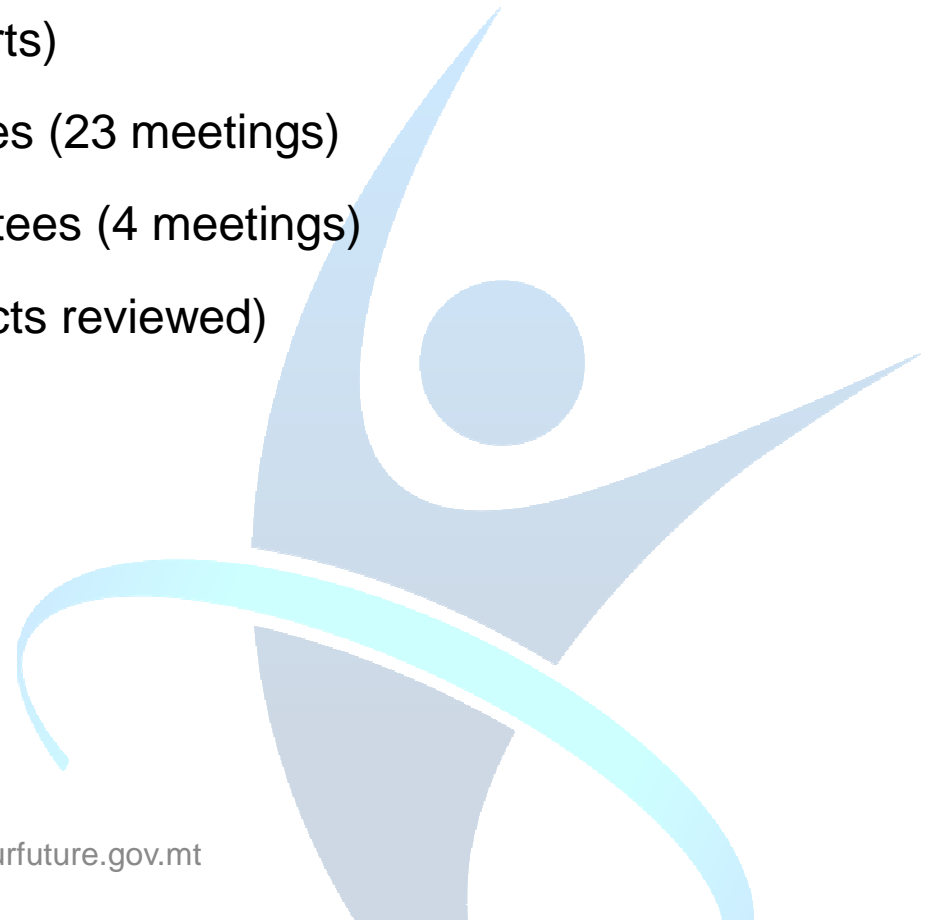 rts)
es (23 meetings)
tees (4 meetings)
cts reviewed)
urfuture.gov.mt